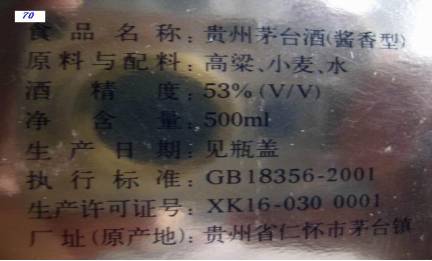 70
食品名称：贵州茅台酒(酱香型)
原料与配料：高粱、小麦、水
酒精度：53%(V/V)
净含量：500ml
生产日期：见瓶盖
执行标准：GB18356-2001
生产许可证号：XK16-030 0001
厂址(原产地)：贵州省仁怀市茅台镇